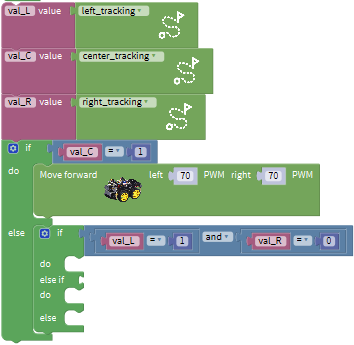 val_L value left_tracking
val_C value center_tracking
val_R value right_tracking
if val_C = 1
do Move forward left 70 PWM right 70 PWM
else if val_L = 1 and val_R = 0
do
else if
do
else